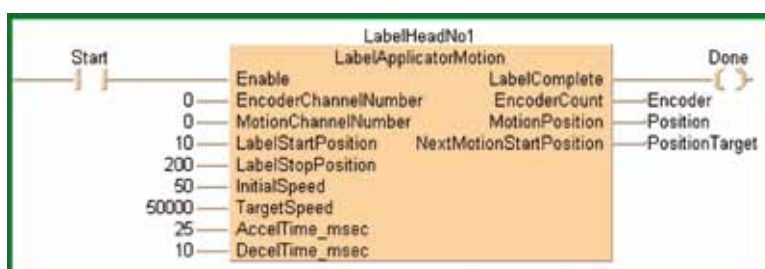 LabelHeadNo1
Start LabelApplicatorMotion Done
Enable LabelComplete
0 EncoderChannelNumber EncoderCount Encoder
0 MotionChannelNumber MotionPosition Position
10 LabelStartPosition NextMotionStartPosition PositionTarget
200 LabelStopPosition
50 InitialSpeed
50000 TargetSpeed
25 AccelTime_msec
10 DecelTime_msec